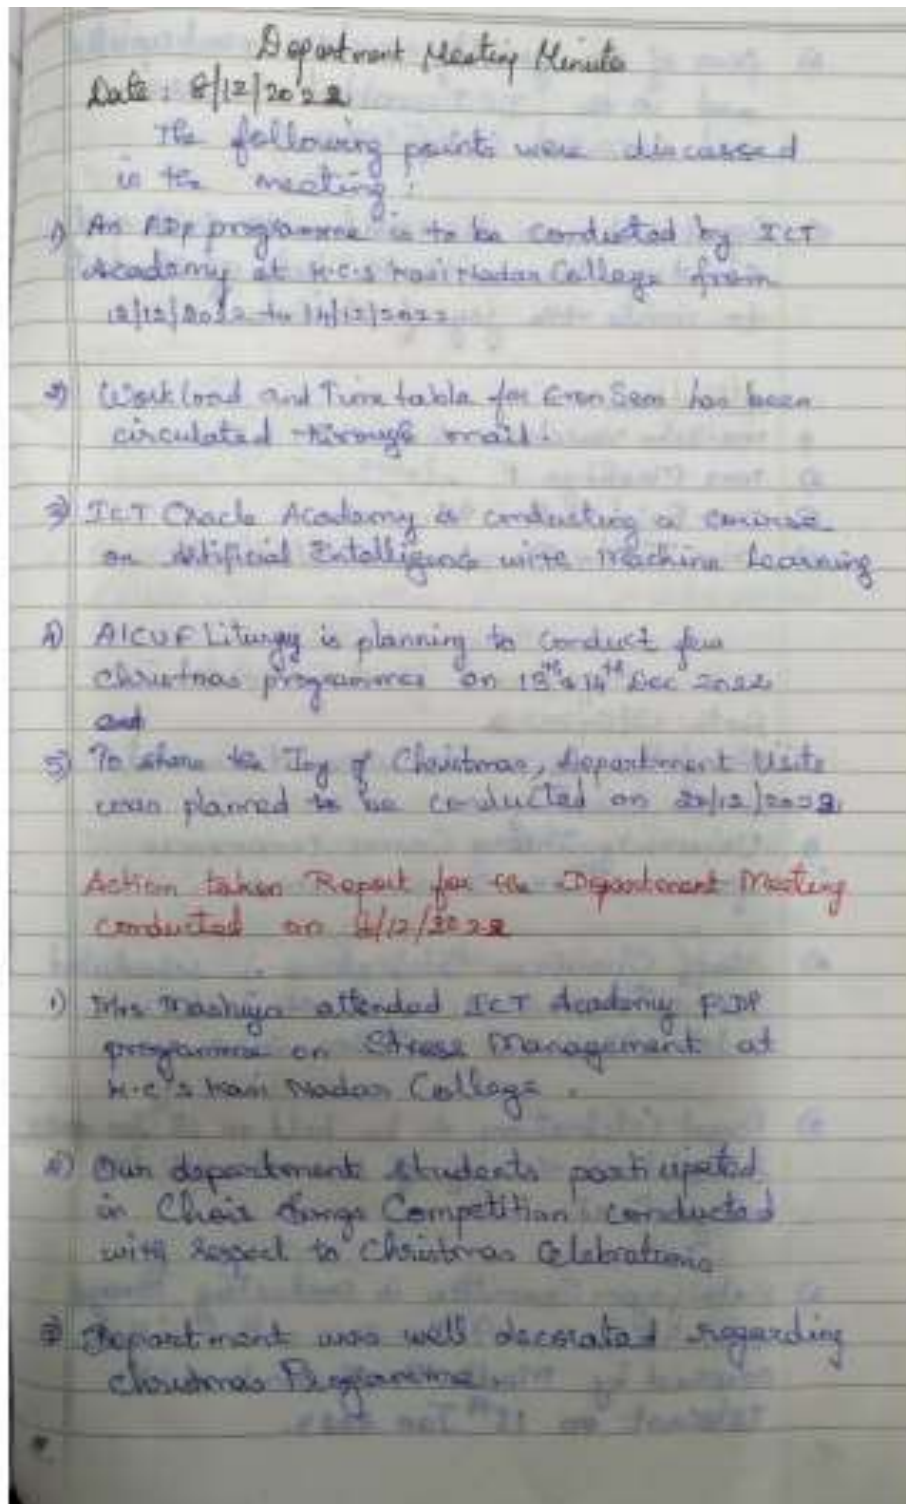 Department Meeting Minutes
Date : 8/12/2022
The following points were discussed
in the meeting :
1) An FDP programme is to be conducted by ICT
Academy at K.C.S Kasi Nadar College from
12/12/2022 to 14/12/2022
2) Work load and Time table for Even Sem has been
circulated through mail.
3) ICT Oracle Academy is conducting a course
on Artificial Intelligence with Machine Learning
4) AICUF Liturgy is planning to conduct few
Christmas programmes on 13th & 14th Dec 2022
5) To share the Joy of Christmas, department Visits
was planned to be conducted on 20/12/2022
Action taken Report for the Department Meeting
conducted on 8/12/2022
1) Mrs attended ICT Academy FDP
programme on Stress Management at
K.C.S Kasi Nadar College .
2) Our department students participated
in Choir Songs Competition conducted
with respect to Christmas Celebrations
3) Department was well decorated regarding
Christmas Programme